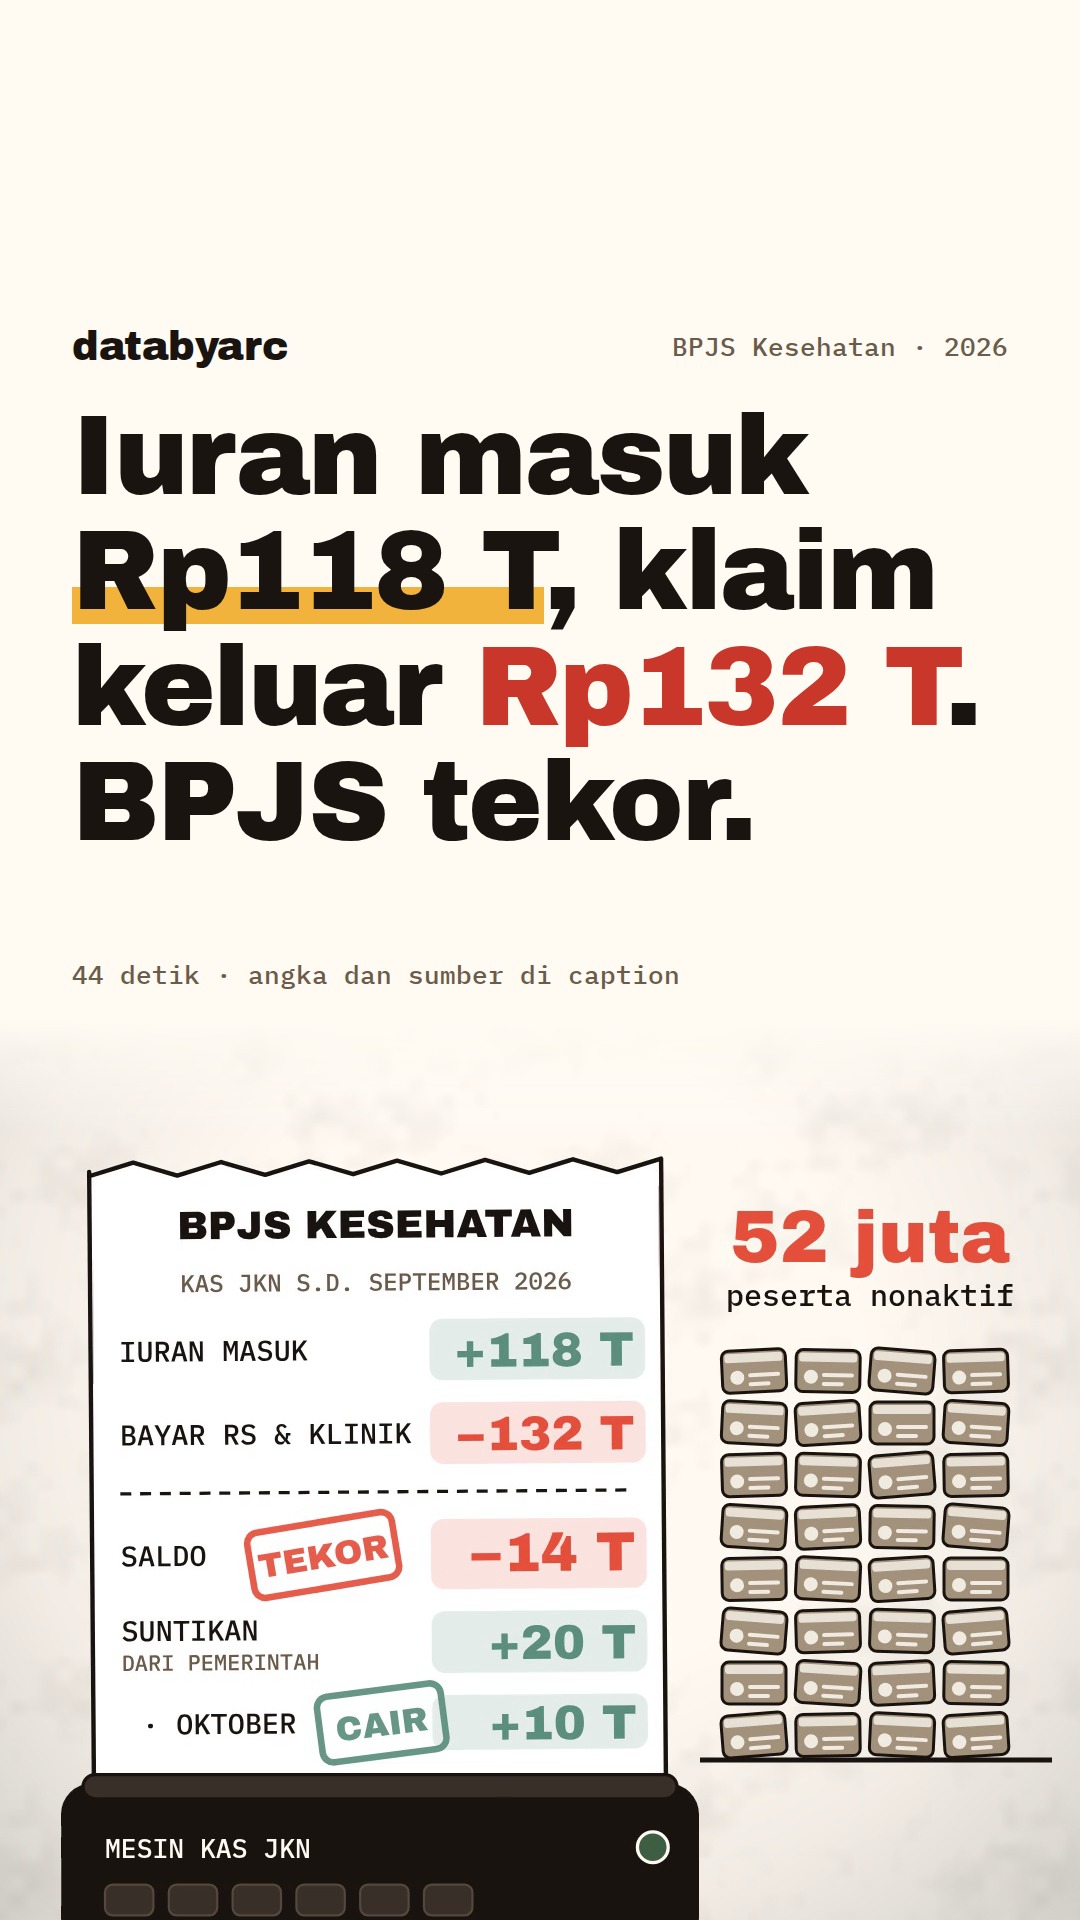 databyarc
BPJS Kesehatan · 2026
Iuran masuk
Rp118 T, klaim
keluar Rp132 T.
BPJS tekor.
44 detik · angka dan sumber di caption
BPJS KESEHATAN
KAS JKN S.D. SEPTEMBER 2026
IURAN MASUK +118 T
BAYAR RS & KLINIK −132 T
SALDO TEKOR −14 T
SUNTIKAN +20 T
DARI PEMERINTAH
· OKTOBER CAIR +10 T
MESIN KAS JKN
52 juta
peserta nonaktif